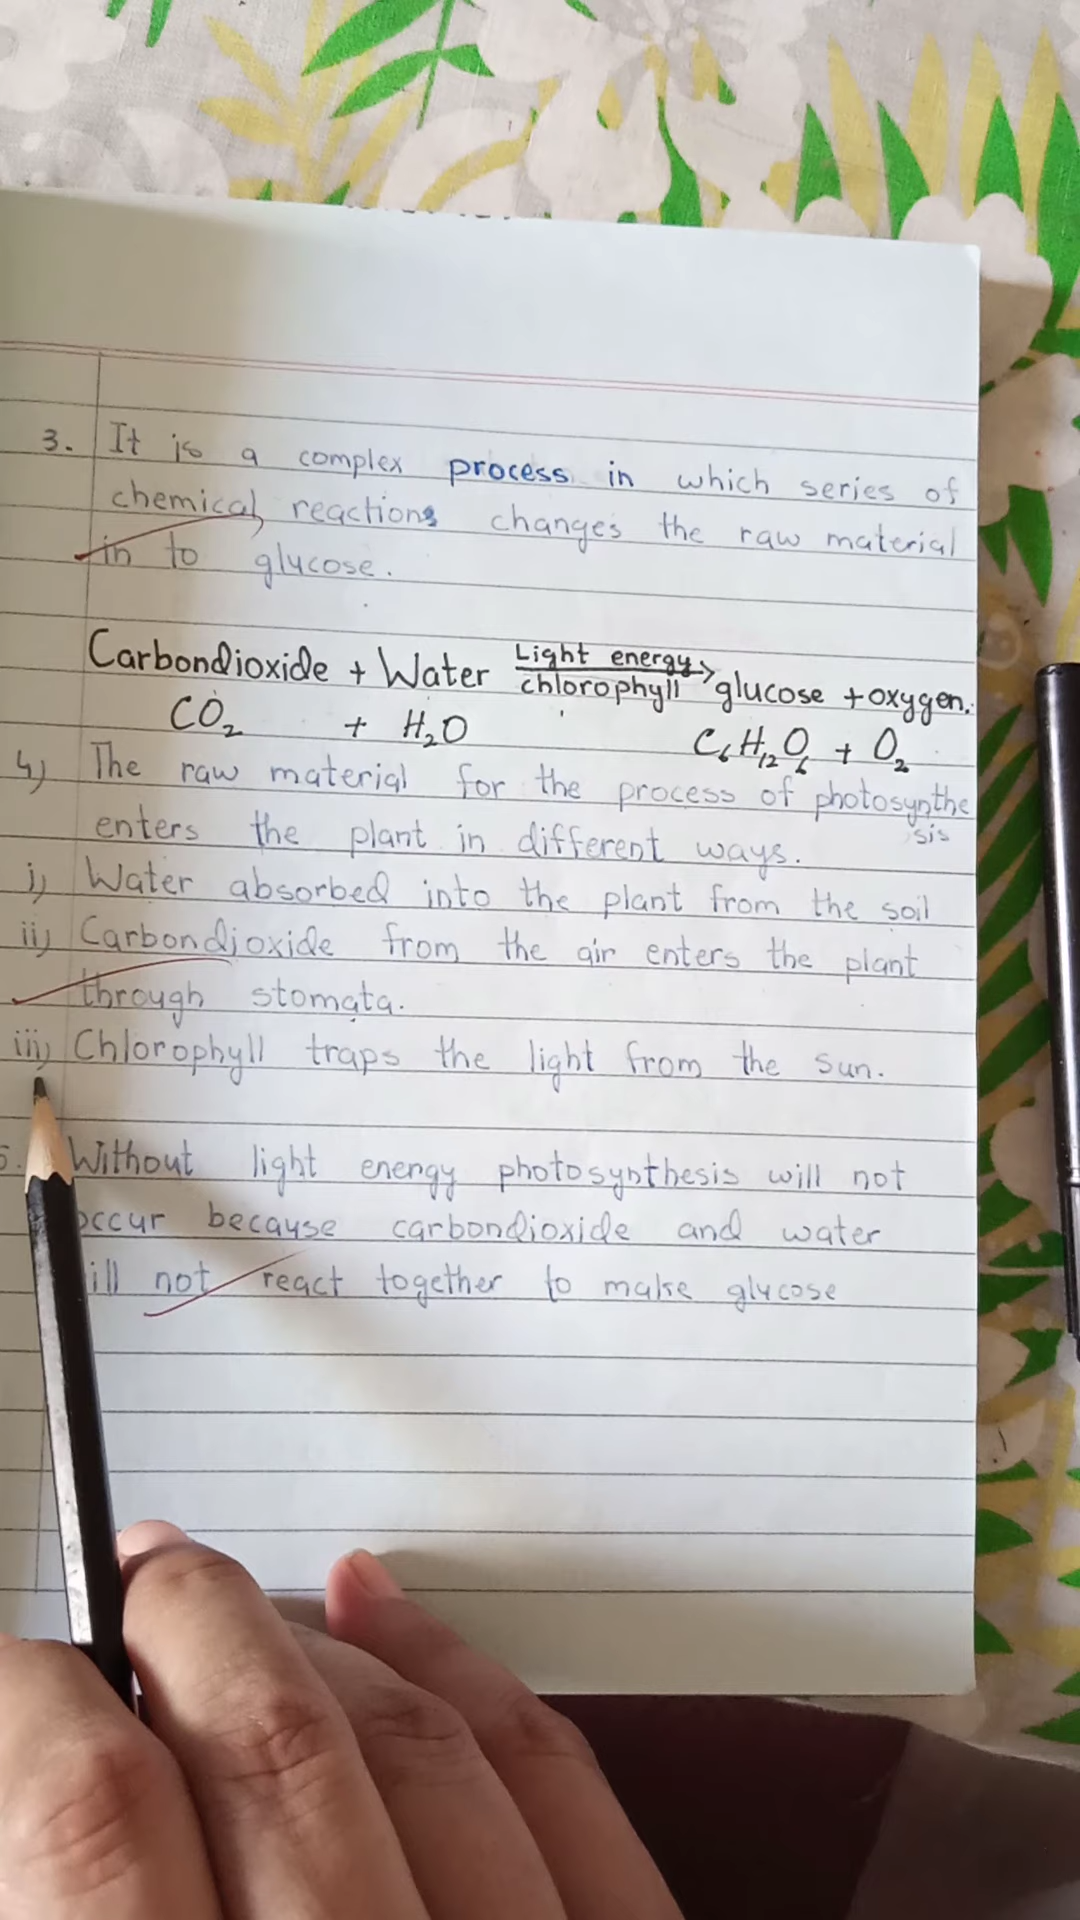 3. It is a complex process in which series of
chemical reactions changes the raw material
in to glucose.
Carbondioxide + Water Light energy glucose + oxygen.
chlorophyll
CO₂ + H₂O C₆H₁₂O₆ + O₂
4) The raw material for the process of photosynthe
sis
enters the plant in different ways.
i) Water absorbed into the plant from the soil
ii) Carbondioxide from the air enters the plant
through stomata.
iii) Chlorophyll traps the light from the sun.
5. Without light energy photosynthesis will not
occur because carbondioxide and water
ill not react together to make glucose